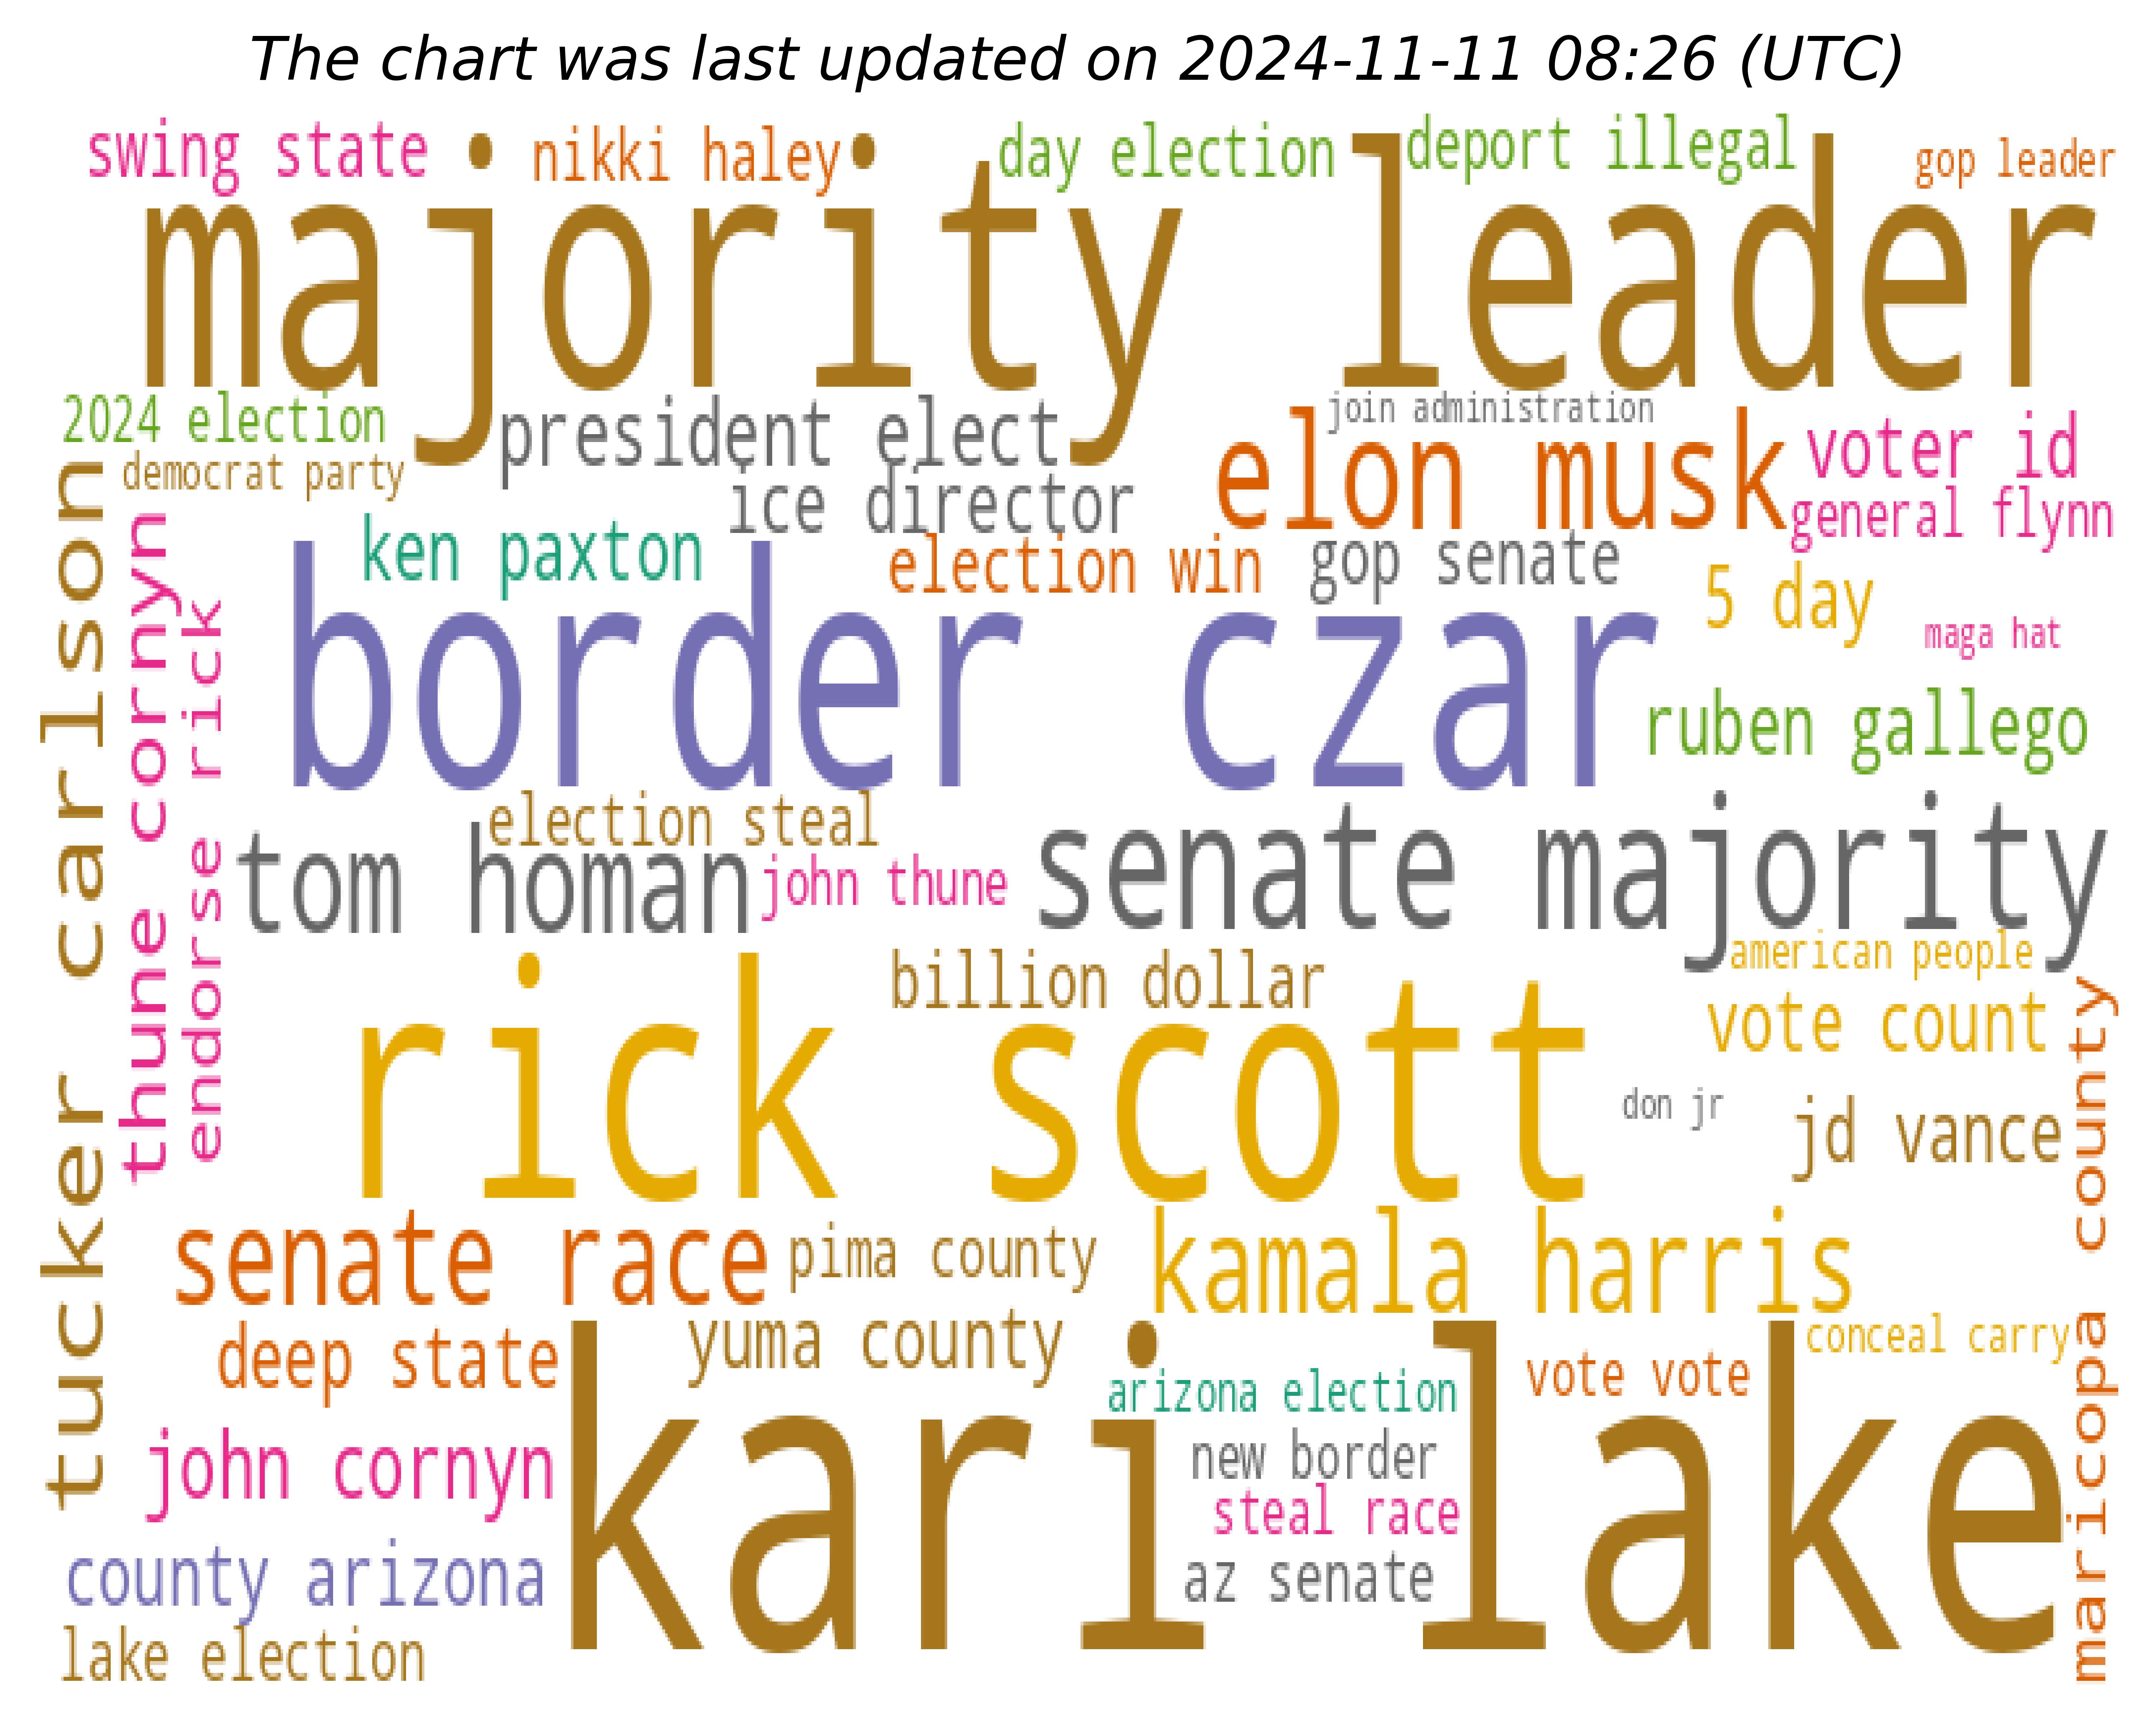 The chart was last updated on 2024-11-11 08:26 (UTC)
swing state
nikki haley
day election
deport illegal
gop leader
majority leader
2024 election
president elect
join administration
elon musk
voter id
democrat party
ice director
general flynn
ken paxton
election win
gop senate
5 day
maga hat
border czar
ruben gallego
tucker carlson
thune cornyn
endorse rick
election steal
tom homan
john thune
senate majority
american people
billion dollar
rick scott
vote count
don jr
jd vance
maricopa county
senate race
pima county
kamala harris
deep state
yuma county
conceal carry
arizona election
vote vote
kari lake
john cornyn
new border
steal race
county arizona
az senate
lake election